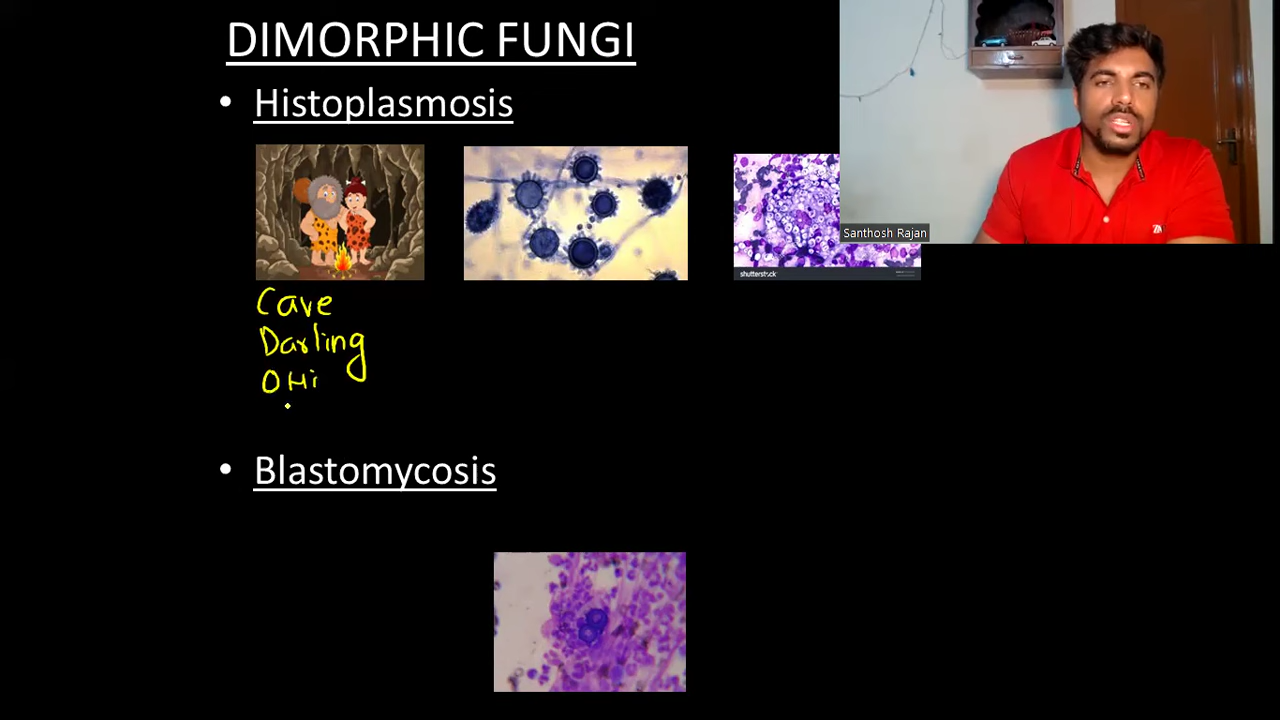 DIMORPHIC FUNGI
• Histoplasmosis
Santhosh Rajan
shutterstock
Cave
Darling
OHi
• Blastomycosis